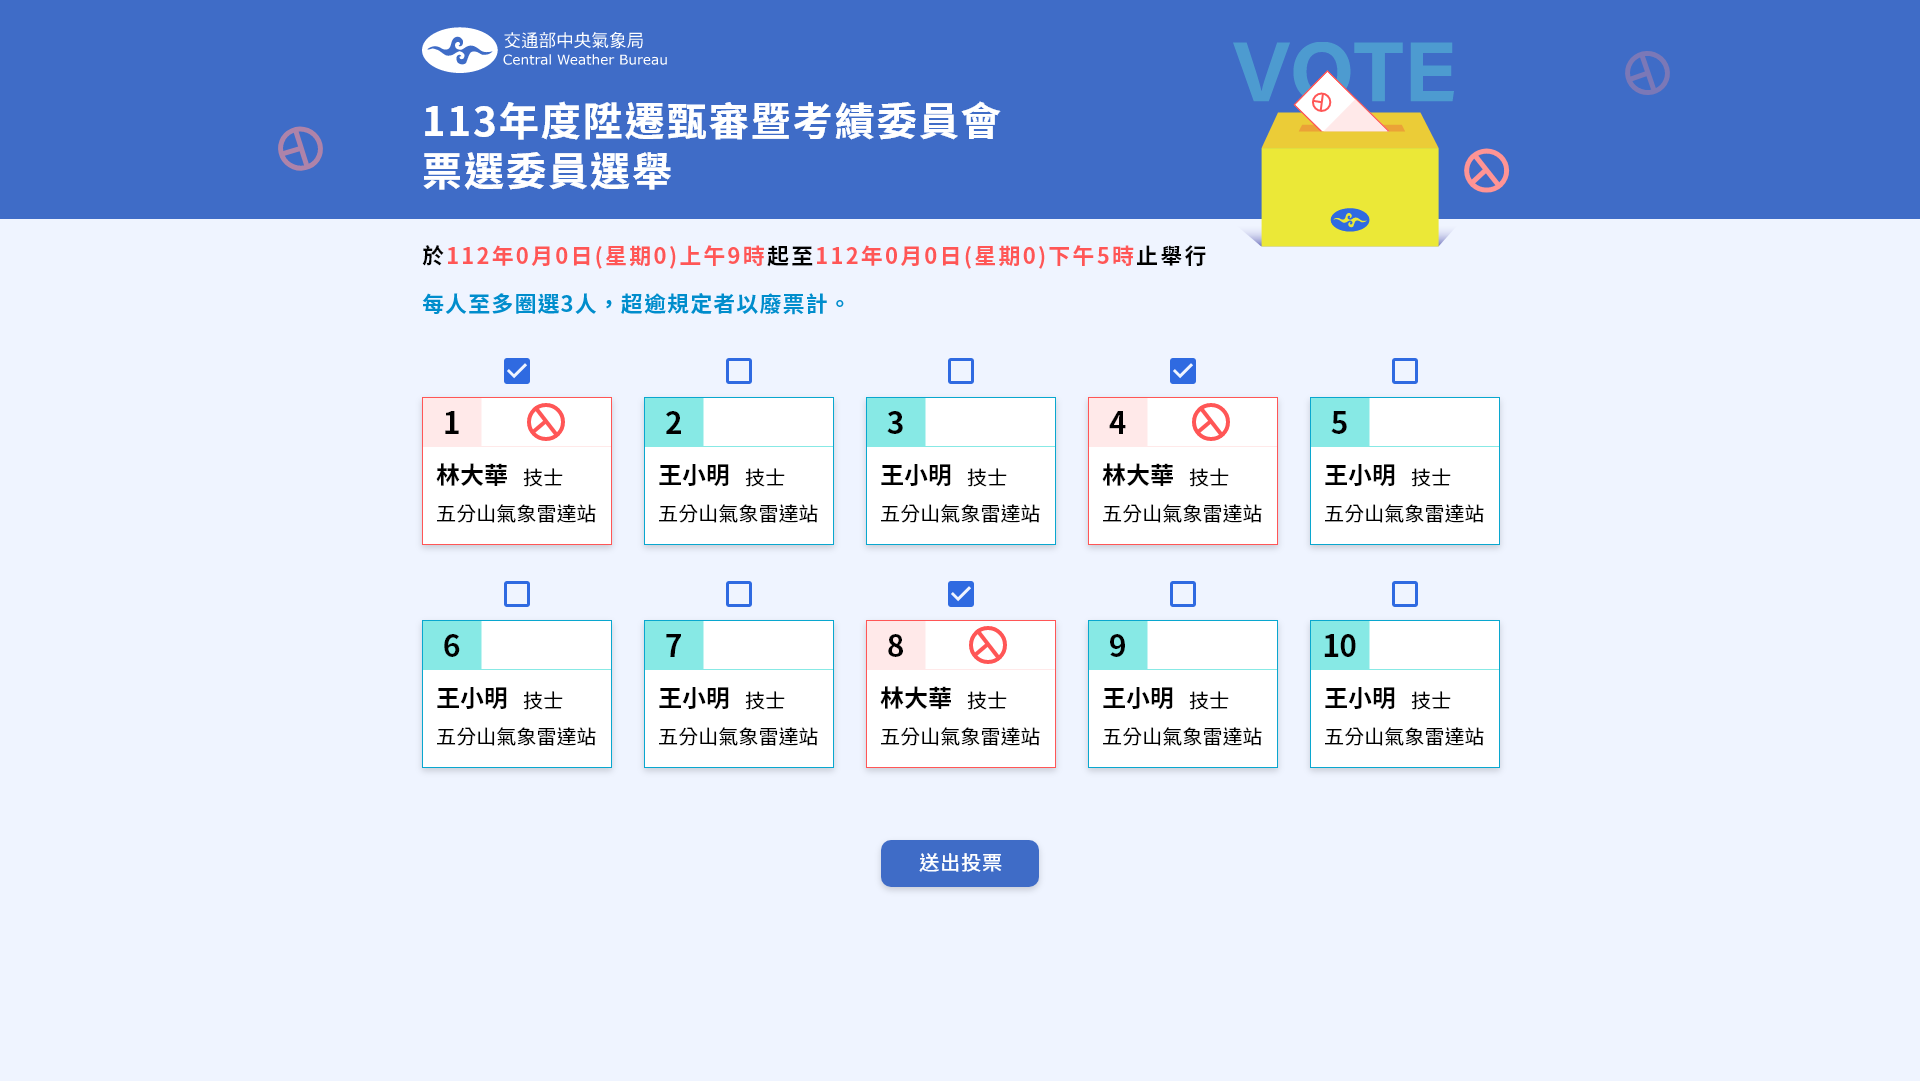 交通部中央氣象局
Central Weather Bureau
VOTE
113年度陞遷甄審暨考績委員會
票選委員選舉
於112年0月0日(星期0)上午9時起至112年0月0日(星期0)下午5時止舉行
每人至多圈選3人，超逾規定者以廢票計。
1
林大華 技士
五分山氣象雷達站
2
王小明 技士
五分山氣象雷達站
3
王小明 技士
五分山氣象雷達站
4
林大華 技士
五分山氣象雷達站
5
王小明 技士
五分山氣象雷達站
6
王小明 技士
五分山氣象雷達站
7
王小明 技士
五分山氣象雷達站
8
林大華 技士
五分山氣象雷達站
9
王小明 技士
五分山氣象雷達站
10
王小明 技士
五分山氣象雷達站
送出投票